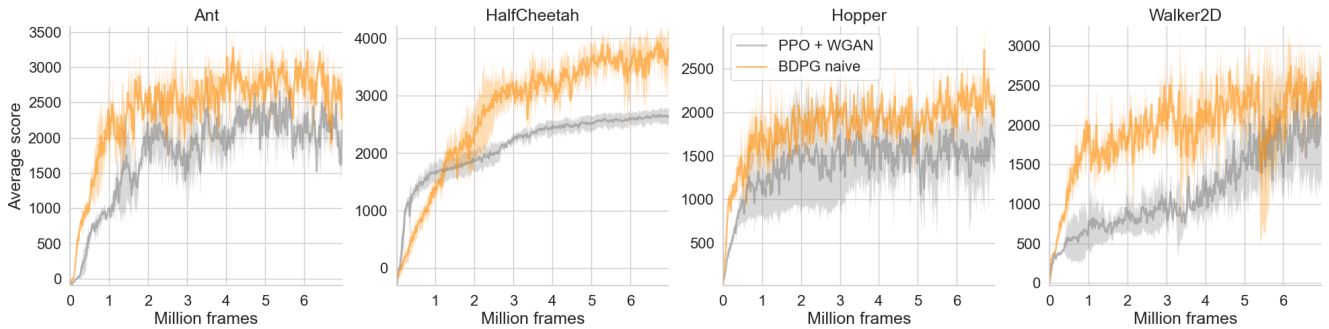 Ant
HalfCheetah
Hopper
Walker2D
Average score
3500
3000
2500
2000
1500
1000
500
0
0 1 2 3 4 5 6
Million frames
4000
3000
2000
1000
0
1 2 3 4 5 6
Million frames
PPO + WGAN
BDPG naive
2500
2000
1500
1000
500
0 1 2 3 4 5 6
Million frames
3000
2500
2000
1500
1000
500
0
0 1 2 3 4 5 6
Million frames